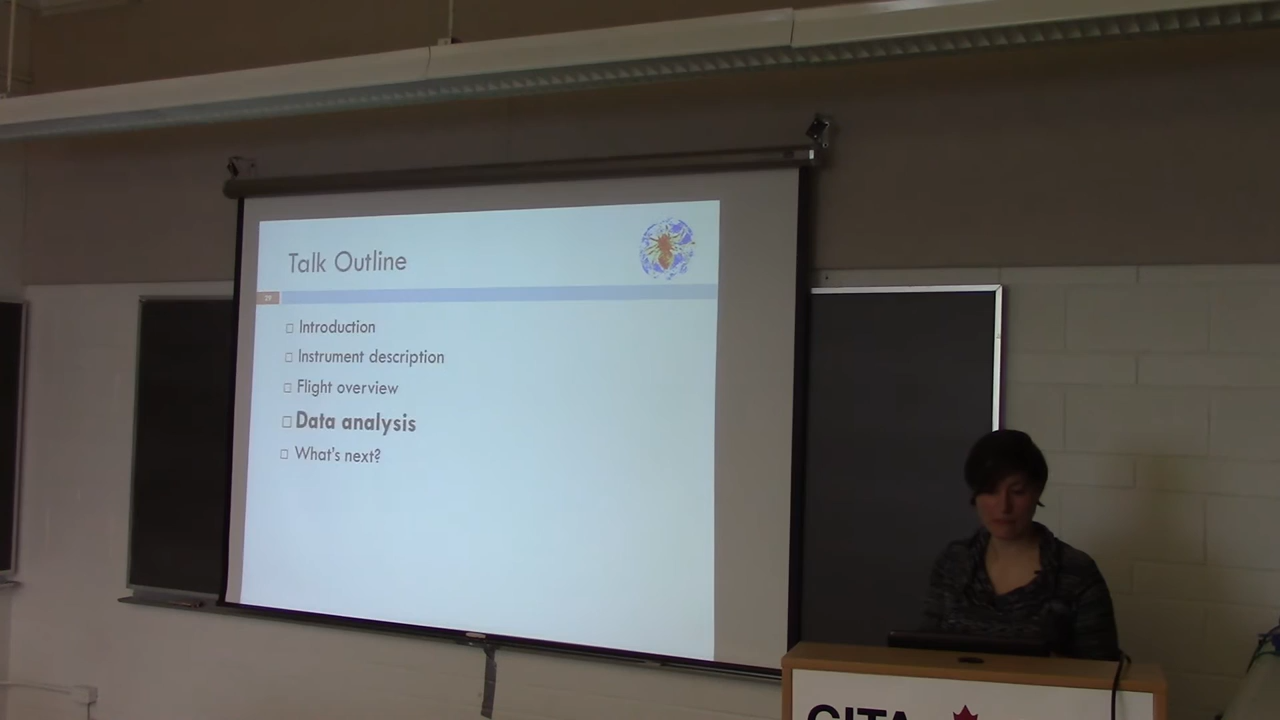 Talk Outline
Introduction
Instrument description
Flight overview
Data analysis
What's next?
CITA